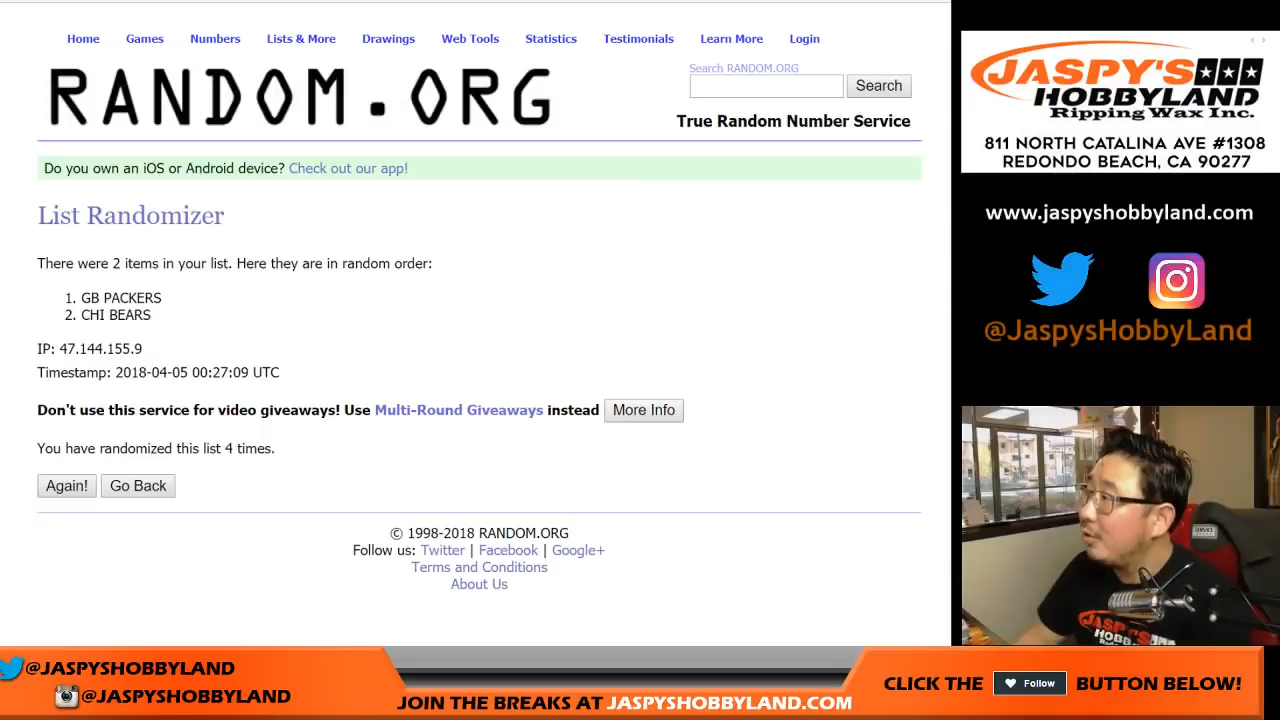 Home Games Numbers Lists & More Drawings Web Tools Statistics Testimonials Learn More Login
RANDOM.ORG
Search RANDOM.ORG
Search
True Random Number Service
Do you own an iOS or Android device? Check out our app!
List Randomizer
There were 2 items in your list. Here they are in random order:
1. GB PACKERS
2. CHI BEARS
IP: 47.144.155.9
Timestamp: 2018-04-05 00:27:09 UTC
Don't use this service for video giveaways! Use Multi-Round Giveaways instead More Info
You have randomized this list 4 times.
Again! Go Back
© 1998-2018 RANDOM.ORG
Follow us: Twitter | Facebook | Google+
Terms and Conditions
About Us
JASPY'S
HOBBYLAND
Ripping Wax Inc.
811 NORTH CATALINA AVE #1308
REDONDO BEACH, CA 90277
www.jaspyshobbyland.com
@JaspysHobbyLand
JASPY'S
@JASPYSHOBBYLAND
@JASPYSHOBBYLAND
JOIN THE BREAKS AT JASPYSHOBBYLAND.COM
CLICK THE Follow BUTTON BELOW!